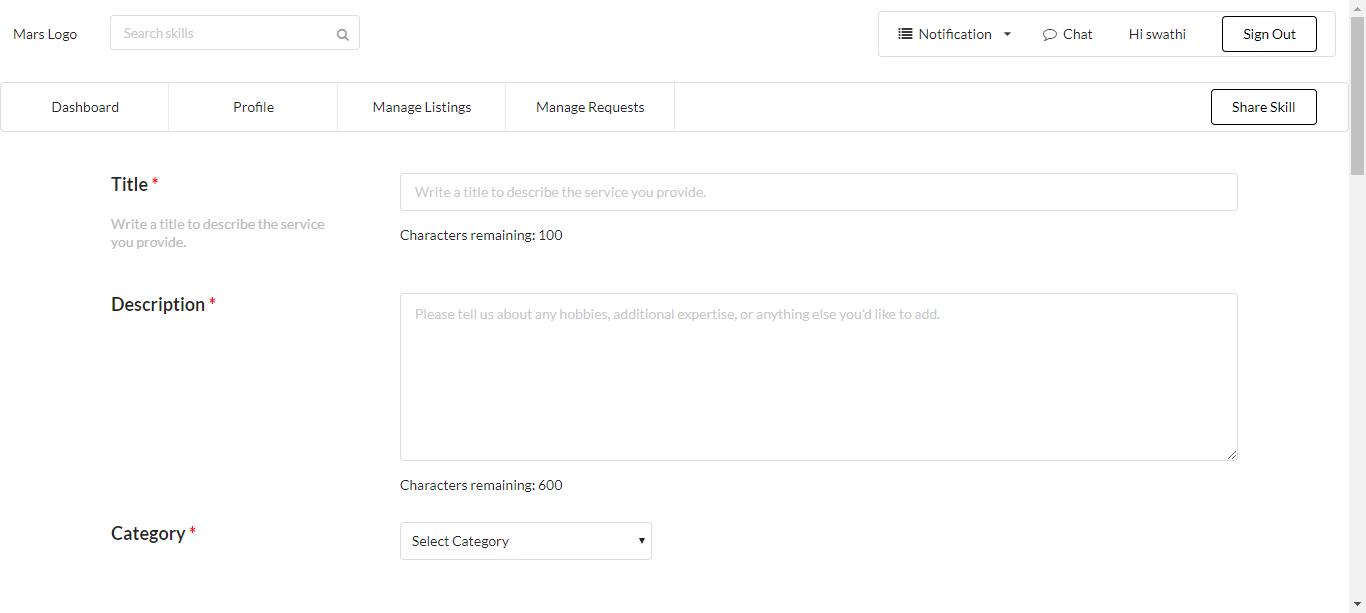 Mars Logo
Search skills
Notification
Chat
Hi swathi
Sign Out
Dashboard
Profile
Manage Listings
Manage Requests
Share Skill
Title *
Write a title to describe the service
you provide.
Write a title to describe the service you provide.
Characters remaining: 100
Description *
Please tell us about any hobbies, additional expertise, or anything else you'd like to add.
Characters remaining: 600
Category *
Select Category